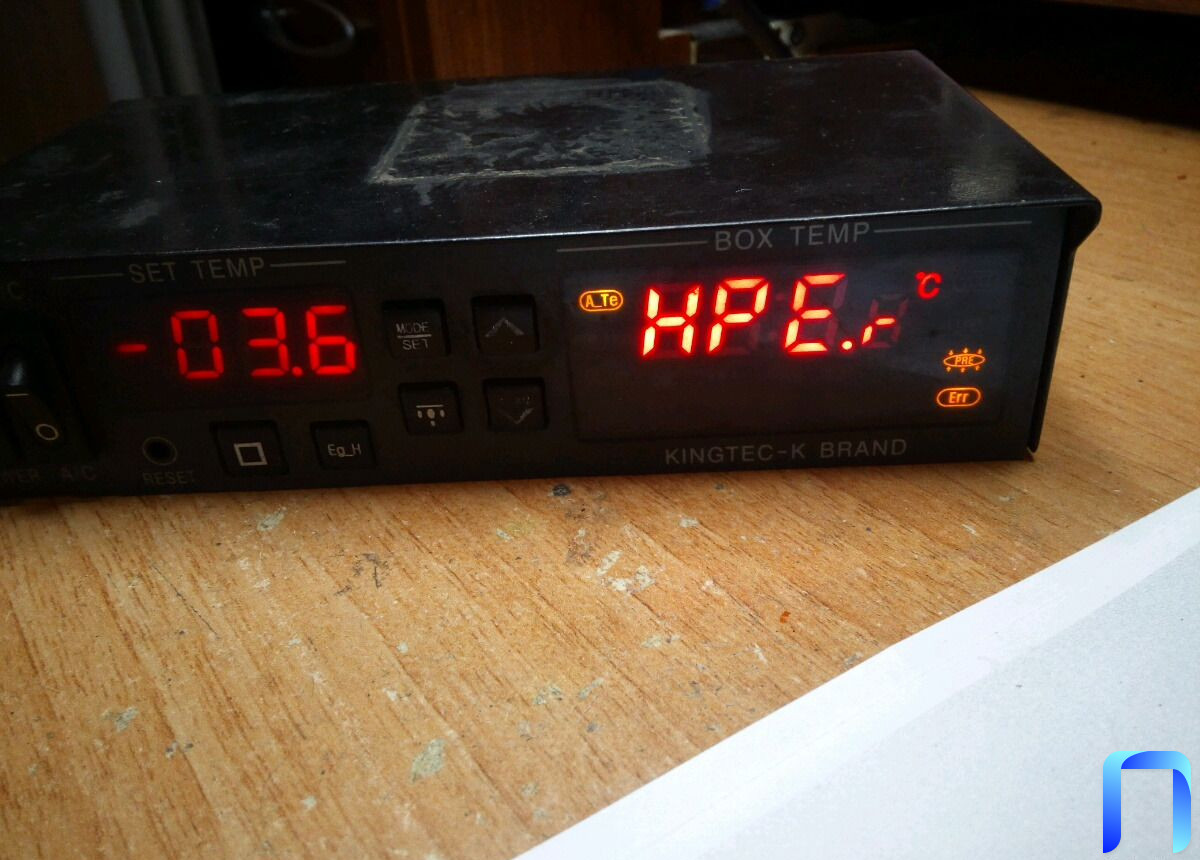 SET TEMP
BOX TEMP
-03.6
MODE
SET
A_Te
HPE.r
°C
PRE
Err
RESET
Eg_H
A/C
KINGTEC-K BRAND